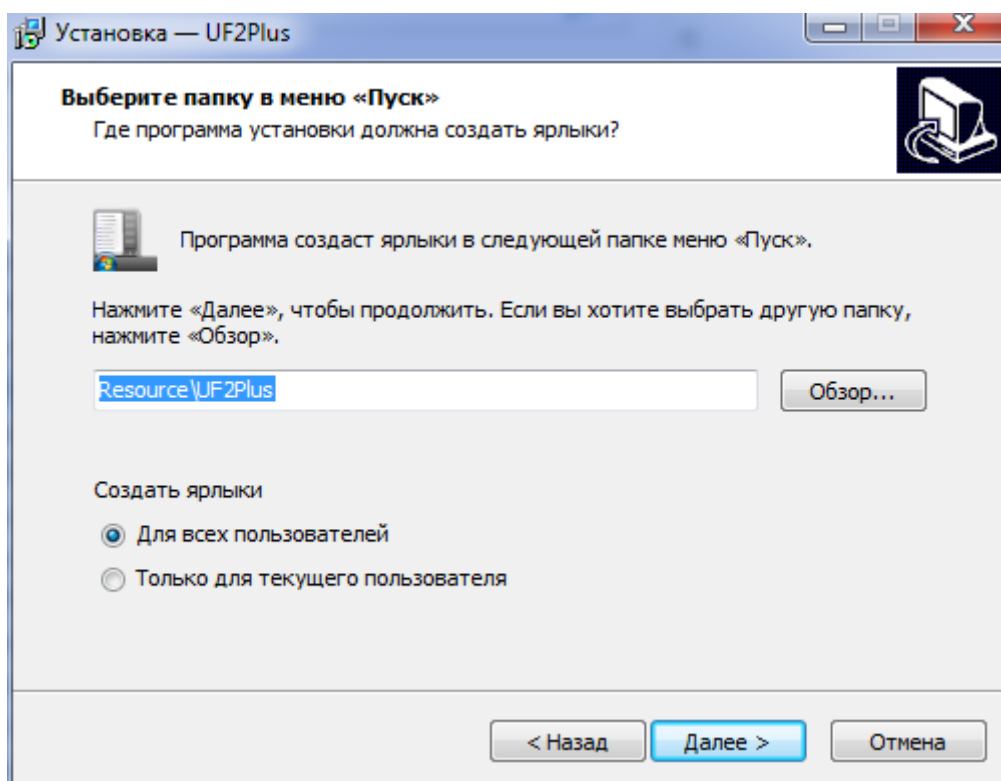 Установка — UF2Plus
Выберите папку в меню «Пуск»
Где программа установки должна создать ярлыки?
Программа создаст ярлыки в следующей папке меню «Пуск».
Нажмите «Далее», чтобы продолжить. Если вы хотите выбрать другую папку,
нажмите «Обзор».
Resource\UF2Plus
Обзор...
Создать ярлыки
Для всех пользователей
Только для текущего пользователя
< Назад
Далее >
Отмена